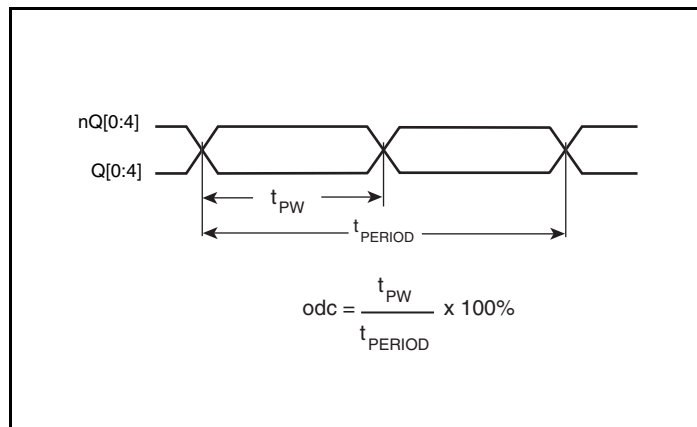 nQ[0:4]
Q[0:4]
tPW
tPERIOD
odc = tPW / tPERIOD x 100%